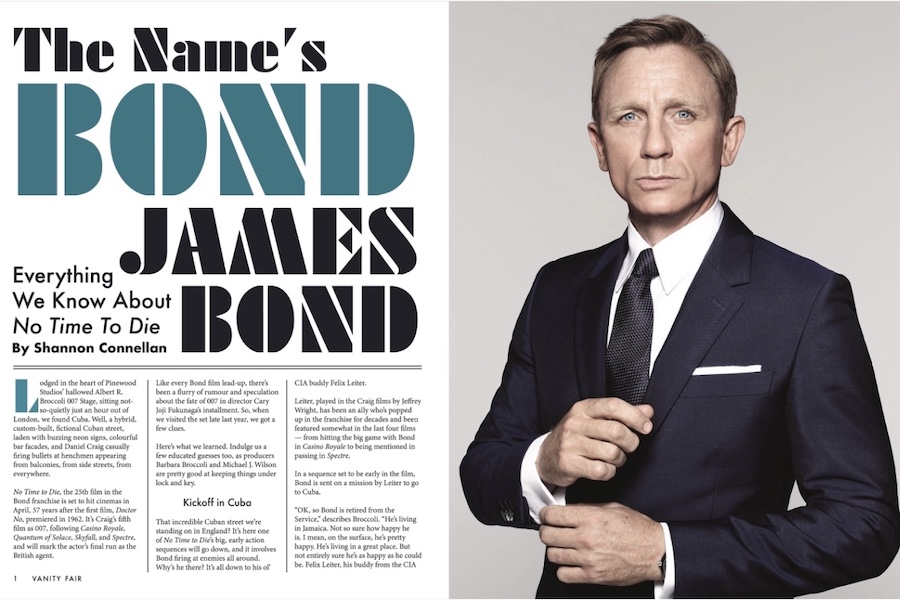 The Name's
BOND
JAMES
BOND
Everything
We Know About
No Time To Die
By Shannon Connellan
Lodged in the heart of Pinewood
Studios' hallowed Albert R.
Broccoli 007 Stage, sitting not-
so-quietly just an hour out of
London, we found Cuba. Well, a hybrid,
custom-built, fictional Cuban street,
laden with buzzing neon signs, colourful
bar facades, and Daniel Craig casually
firing bullets at henchmen appearing
from balconies, from side streets, from
everywhere.
No Time to Die, the 25th film in the
Bond franchise is set to hit cinemas in
April, 57 years after the first film, Doctor
No, premiered in 1962. It's Craig's fifth
film as 007, following Casino Royale,
Quantum of Solace, Skyfall, and Spectre,
and will mark the actor's final run as the
British agent.
Like every Bond film lead-up, there's
been a flurry of rumour and speculation
about the fate of 007 in director Cary
Joji Fukunaga's installment. So, when
we visited the set late last year, we got a
few clues.
Here's what we learned. Indulge us a
few educated guesses too, as producers
Barbara Broccoli and Michael J. Wilson
are pretty good at keeping things under
lock and key.
Kickoff in Cuba
That incredible Cuban street we're
standing on in England? It's here one
of No Time to Die's big, early action
sequences will go down, and it involves
Bond firing at enemies all around.
Why's he there? It's all down to his ol'
CIA buddy Felix Leiter.
Leiter, played in the Craig films by Jeffrey
Wright, has been an ally who's popped
up in the franchise for decades and been
featured somewhat in the last four films
— from hitting the big game with Bond
in Casino Royale to being mentioned in
passing in Spectre.
In a sequence set to be early in the film,
Bond is sent on a mission by Leiter to go
to Cuba.
"OK, so Bond is retired from the
Service," describes Broccoli. "He's living
in Jamaica. Not so sure how happy he
is. I mean, on the surface, he's pretty
happy. He's living in a great place. But
not entirely sure he's as happy as he could
be. Felix Leiter, his buddy from the CIA
1 VANITY FAIR